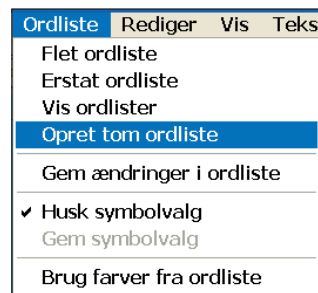 Ordliste Rediger Vis Teks
Flet ordliste
Erstat ordliste
Vis ordlister
Opret tom ordliste
Gem ændringer i ordliste
✔ Husk symbolvalg
Gem symbolvalg
Brug farver fra ordliste